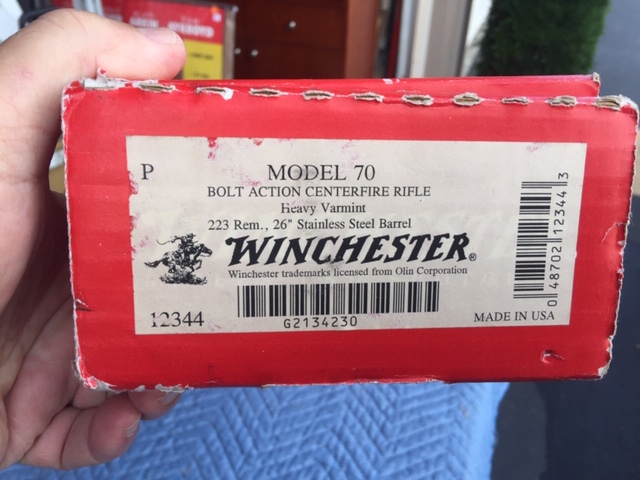 P
MODEL 70
BOLT ACTION CENTERFIRE RIFLE
Heavy Varmint
223 Rem., 26" Stainless Steel Barrel
WINCHESTER®
Winchester trademarks licensed from Olin Corporation
12344
G2134230
MADE IN USA
0 48702 12344 3